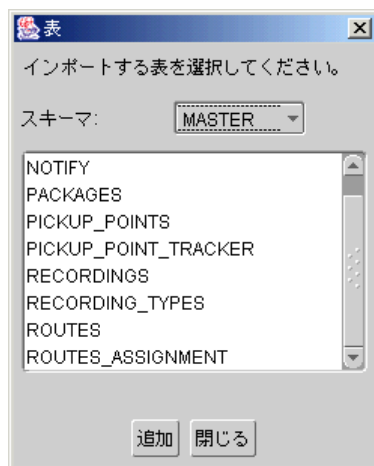 表
インポートする表を選択してください。
スキーマ: MASTER
NOTIFY
PACKAGES
PICKUP_POINTS
PICKUP_POINT_TRACKER
RECORDINGS
RECORDING_TYPES
ROUTES
ROUTES_ASSIGNMENT
追加 閉じる